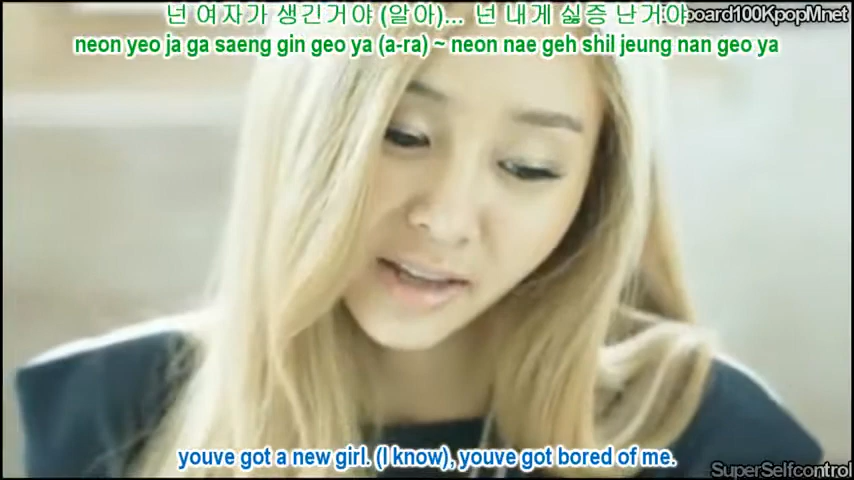 넌 여자가 생긴거야 (알아)... 넌 내게 싫증 난거야
board100KpopMnet
neon yeo ja ga saeng gin geo ya (a-ra) ~ neon nae geh shil jeung nan geo ya
youve got a new girl. (I know), youve got bored of me.
SuperSelfcontrol